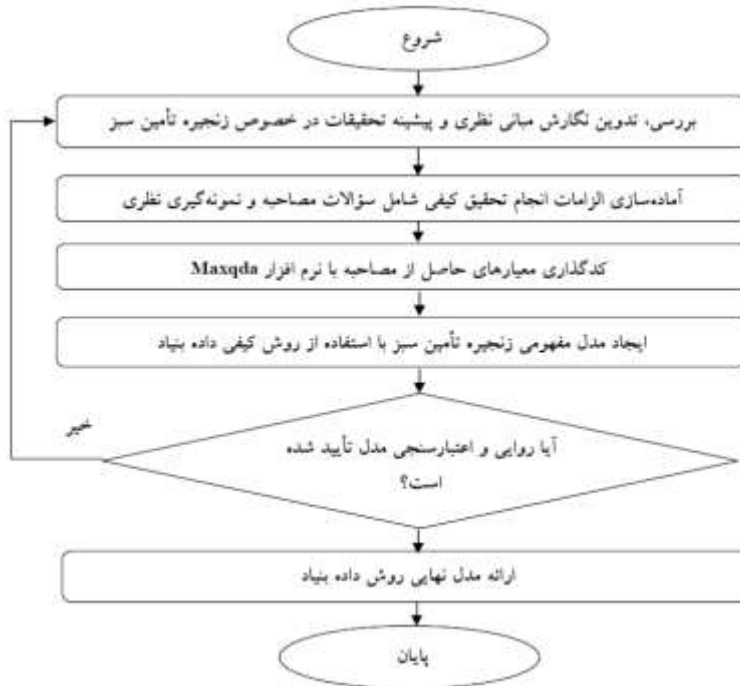 شروع
بررسی، تدوین نگارش مبانی نظری و پیشینه تحقیقات در خصوص زنجیره تأمین سبز
آماده‌سازی الزامات انجام تحقیق کیفی شامل سؤالات مصاحبه و نمونه‌گیری نظری
کدگذاری معیارهای حاصل از مصاحبه با نرم افزار Maxqda
ایجاد مدل مفهومی زنجیره تأمین سبز با استفاده از روش کیفی داده بنیاد
خیر
آیا روایی و اعتبارسنجی مدل تأیید شده
است؟
ارائه مدل نهایی روش داده بنیاد
پایان